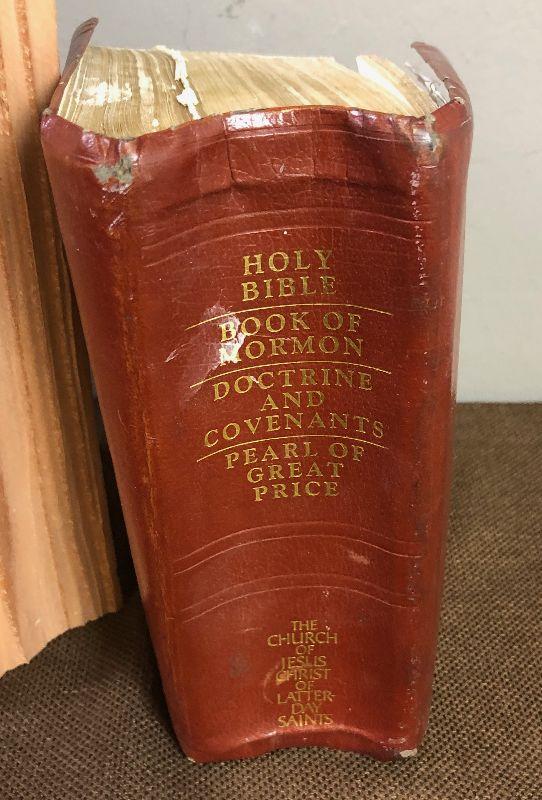 HOLY
BIBLE
BOOK OF
MORMON
DOCTRINE
AND
COVENANTS
PEARL OF
GREAT
PRICE
THE
CHURCH
OF
JESUS
CHRIST
OF
LATTER-
DAY
SAINTS